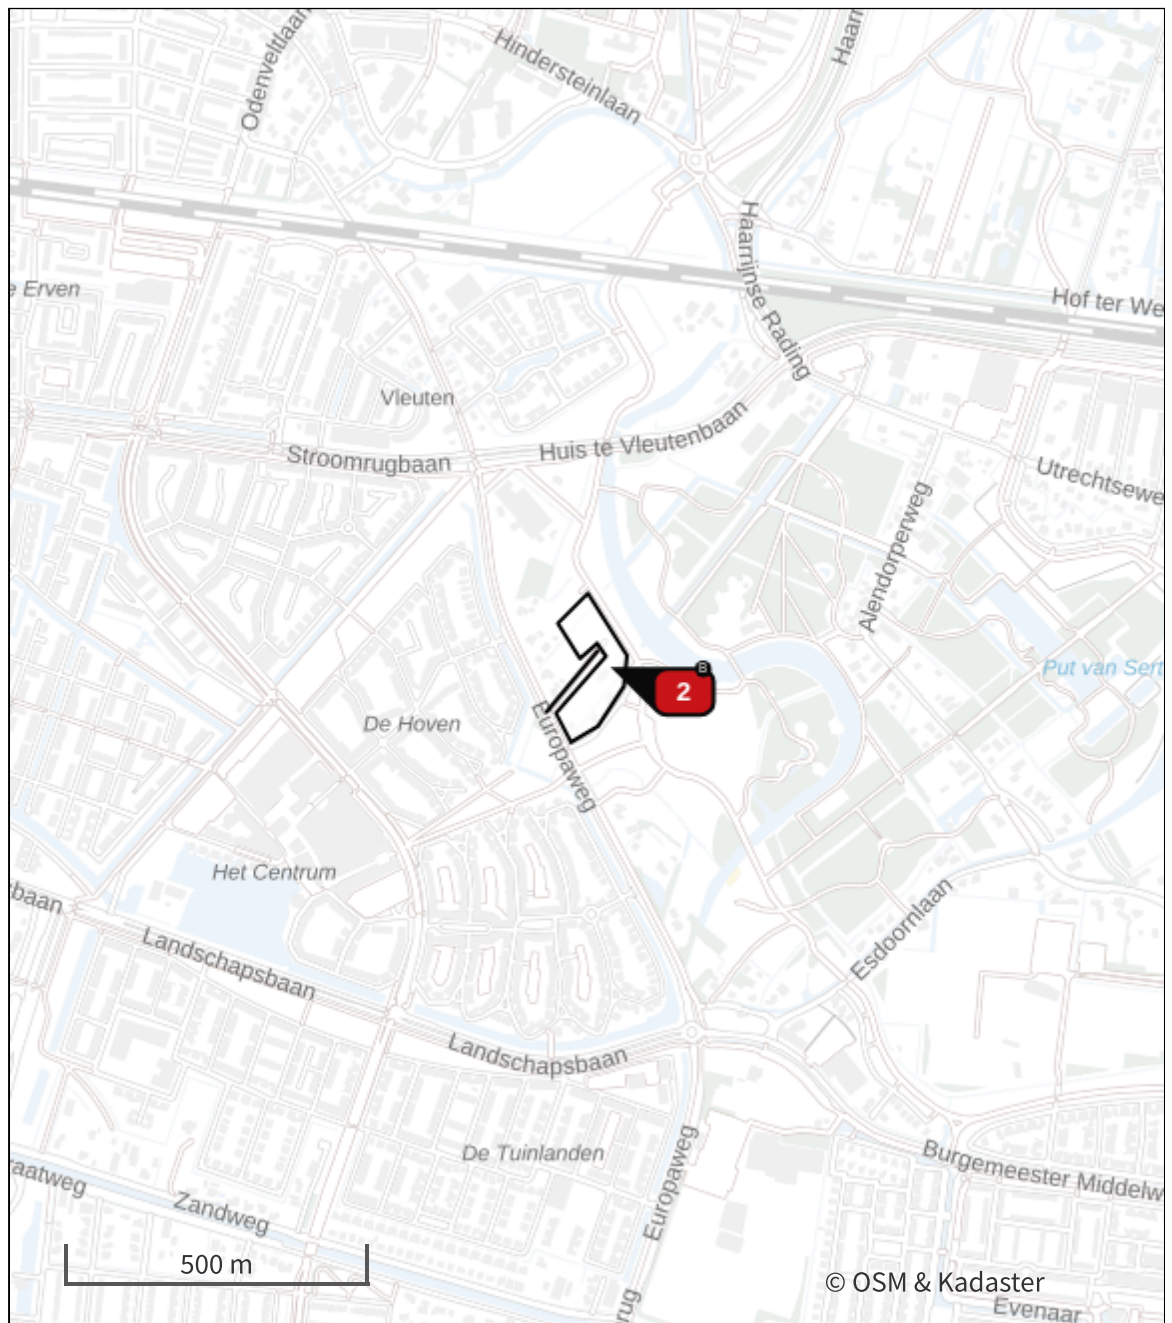 Odenveltlaan
Hindersteinlaan
Haarrijnse Rading
Hof ter We
e Erven
Vleuten
Stroomrugbaan
Huis te Vleutenbaan
Utrechtsewe
Alendorperweg
B
2
Put van Sert
De Hoven
Europaweg
Het Centrum
baan
Landschapsbaan
Esdoornlaan
Landschapsbaan
De Tuinlanden
Europaweg
Burgemeester Middelw
raatweg
Zandweg
500 m
© OSM & Kadaster
Evenaar
rug